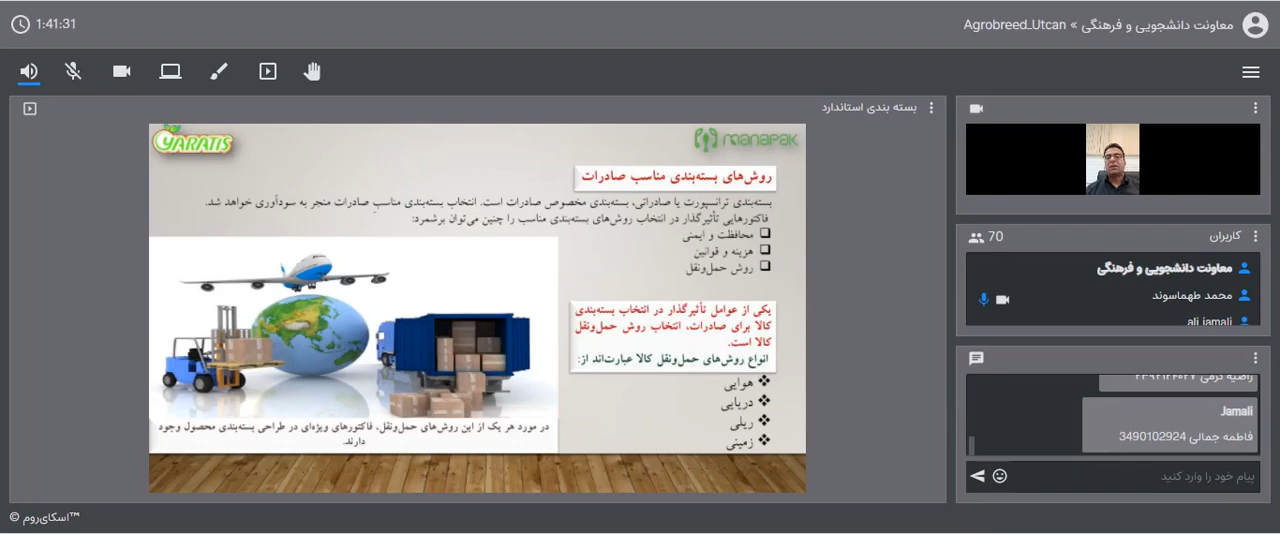 1:41:31
معاونت دانشجویی و فرهنگی » Agrobreed_Utcan
بسته بندی استاندارد
YARATIS
manapak
روش‌های بسته‌بندی مناسب صادرات
بسته‌بندی ترانسپورت یا صادراتی، بسته‌بندی مخصوص صادرات است. انتخاب بسته‌بندی مناسب صادرات منجر به سودآوری خواهد شد.
فاکتورهایی تأثیرگذار در انتخاب روش‌های بسته‌بندی مناسب را چنین می‌توان برشمرد:
محافظت و ایمنی
هزینه و قوانین
روش حمل‌ونقل
یکی از عوامل تأثیرگذار در انتخاب بسته‌بندی
کالا برای صادرات، انتخاب روش حمل‌ونقل
کالا است.
انواع روش‌های حمل‌ونقل کالا عبارت‌اند از:
هوایی
دریایی
ریلی
زمینی
در مورد هر یک از این روش‌های حمل‌ونقل، فاکتورهای ویژه‌ای در طراحی بسته‌بندی محصول وجود
دارند.
کاربران
70
معاونت دانشجویی و فرهنگی
محمد طهماسوند
ali jamali
راضیه کرمی
Jamali
فاطمه جمالی 3490102924
پیام خود را وارد کنید
© اسکای‌روم™